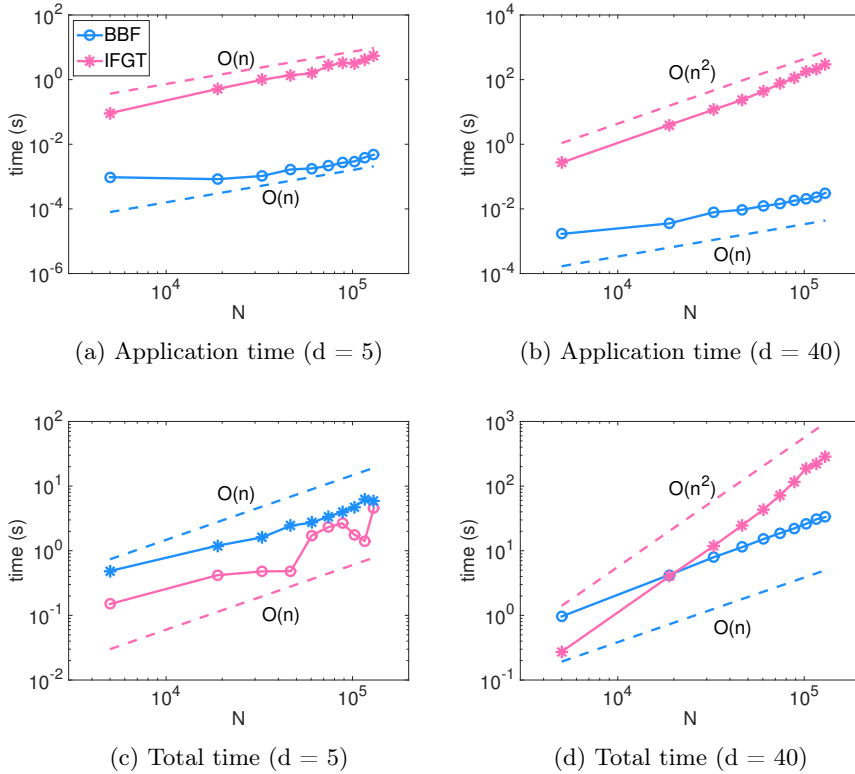 10^2
10^0
10^-2
10^-4
10^-6
time (s)
BBF
IFGT
O(n)
O(n)
10^4
10^5
N
(a) Application time (d = 5)
10^4
10^2
10^0
10^-2
10^-4
time (s)
O(n^2)
O(n)
10^4
10^5
N
(b) Application time (d = 40)
10^2
10^1
10^0
10^-1
10^-2
time (s)
O(n)
O(n)
10^4
10^5
N
(c) Total time (d = 5)
10^3
10^2
10^1
10^0
10^-1
time (s)
O(n^2)
O(n)
10^4
10^5
N
(d) Total time (d = 40)